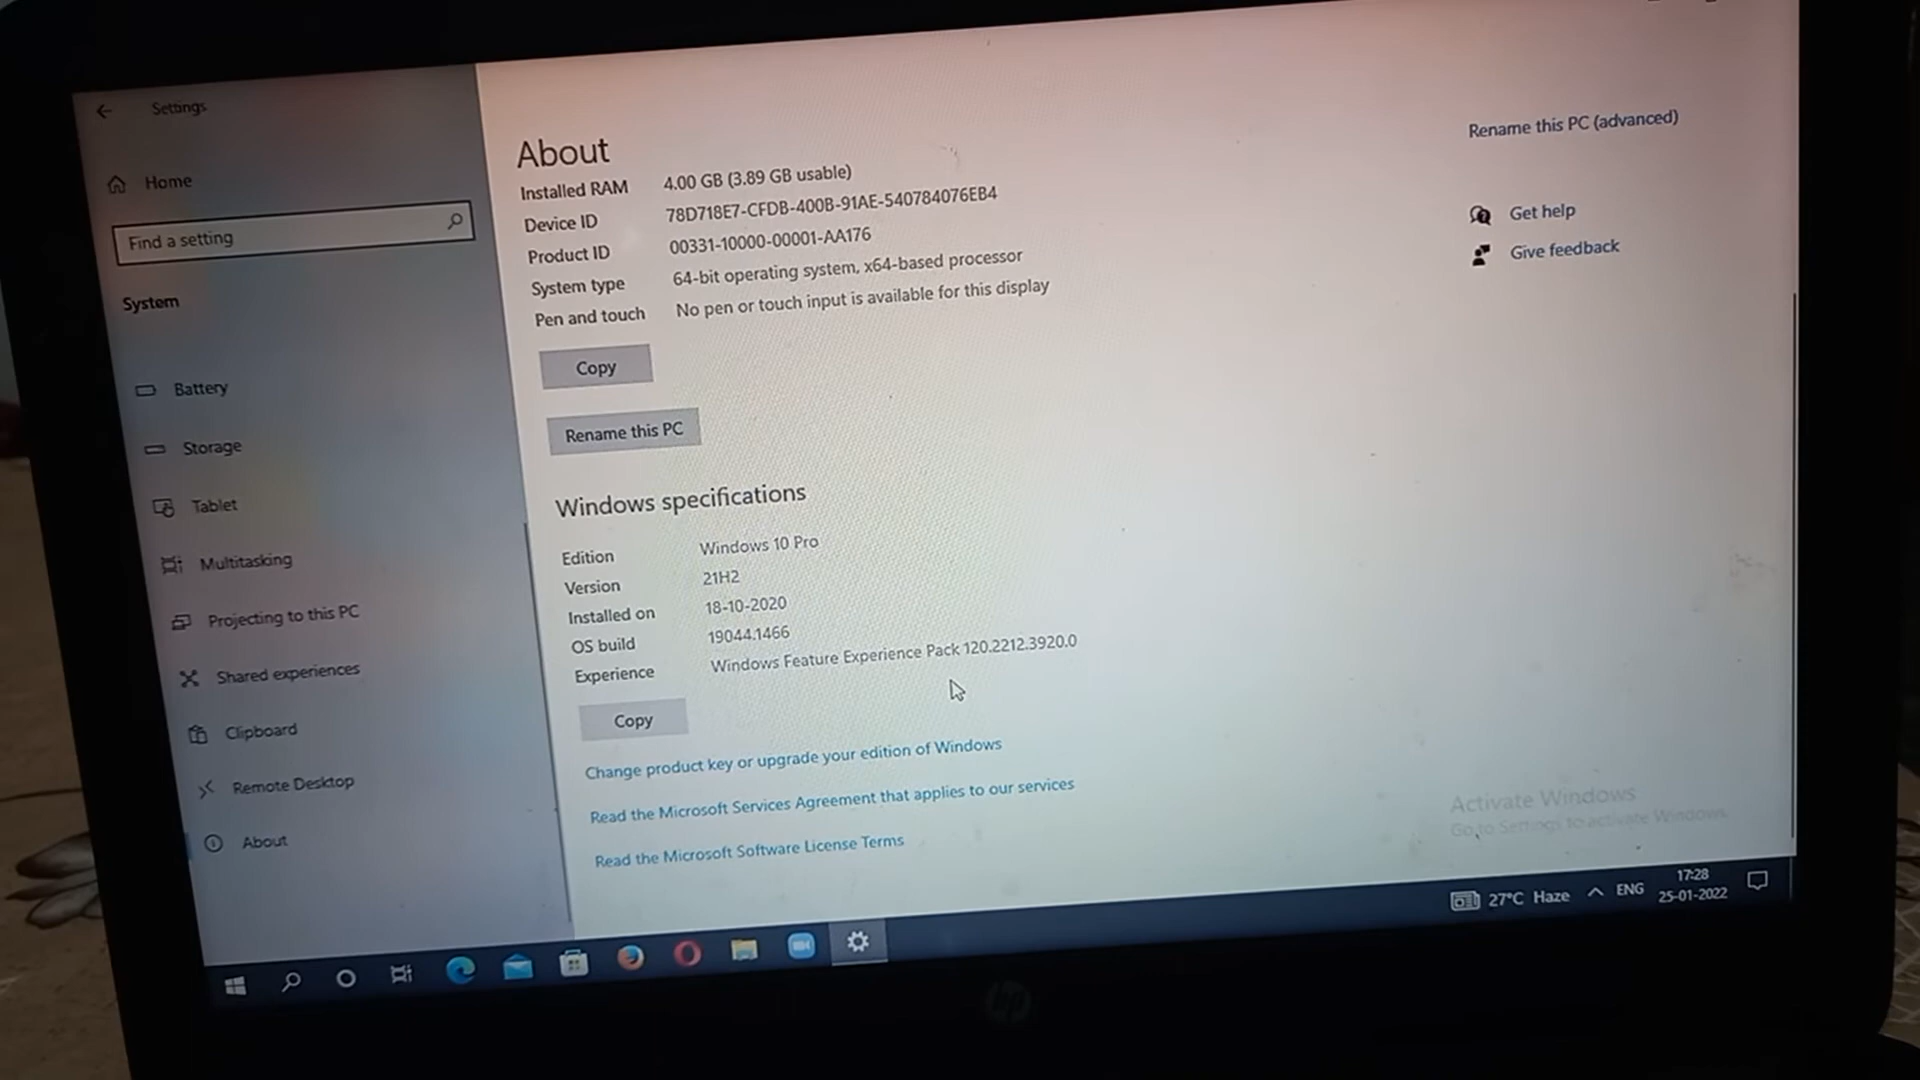 Settings
Home
Find a setting
System
Battery
Storage
Tablet
Multitasking
Projecting to this PC
Shared experiences
Clipboard
Remote Desktop
About
About
Installed RAM 4.00 GB (3.89 GB usable)
Device ID 78D718E7-CFDB-400B-91AE-540784076EB4
Product ID 00331-10000-00001-AA176
System type 64-bit operating system, x64-based processor
Pen and touch No pen or touch input is available for this display
Copy
Rename this PC
Windows specifications
Edition Windows 10 Pro
Version 21H2
Installed on 18-10-2020
OS build 19044.1466
Experience Windows Feature Experience Pack 120.2212.3920.0
Copy
Change product key or upgrade your edition of Windows
Read the Microsoft Services Agreement that applies to our services
Read the Microsoft Software License Terms
Rename this PC (advanced)
Get help
Give feedback
Activate Windows
Go to Settings to activate Windows.
27°C Haze ENG 17:28
25-01-2022
hp